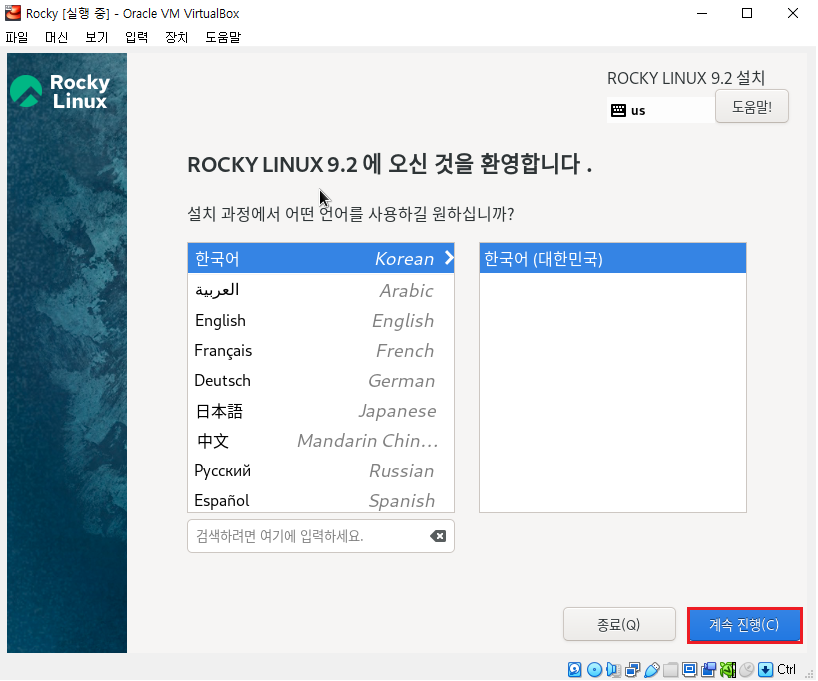 Rocky [실행 중] - Oracle VM VirtualBox
파일 머신 보기 입력 장치 도움말
Rocky
Linux
ROCKY LINUX 9.2 설치
us
도움말!
ROCKY LINUX 9.2 에 오신 것을 환영합니다 .
설치 과정에서 어떤 언어를 사용하길 원하십니까?
한국어 Korean
العربية Arabic
English English
Français French
Deutsch German
日本語 Japanese
中文 Mandarin Chin...
Русский Russian
Español Spanish
한국어 (대한민국)
검색하려면 여기에 입력하세요.
종료(Q)
계속 진행(C)
Ctrl